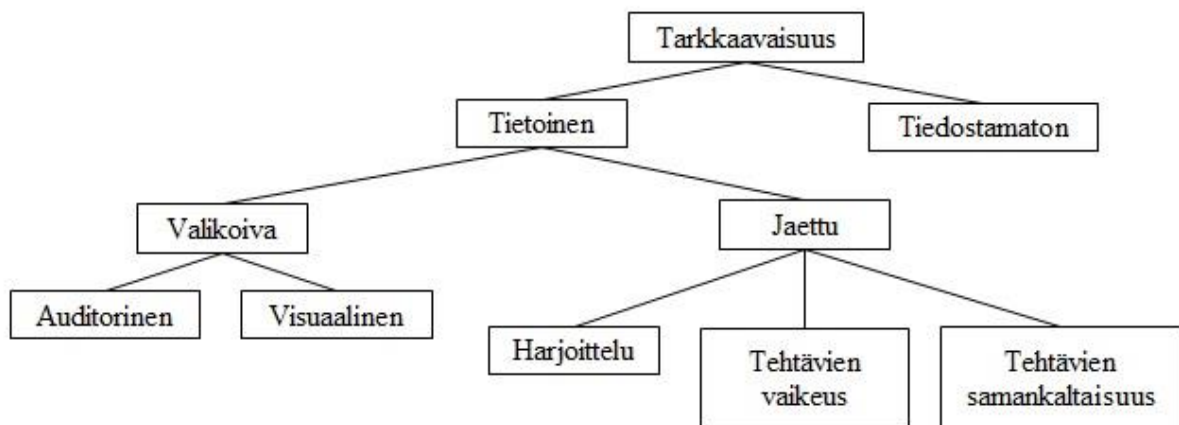 Tarkkaavaisuus
Tietoinen
Tiedostamaton
Valikoiva
Jaettu
Auditorinen
Visuaalinen
Harjoittelu
Tehtävien
vaikeus
Tehtävien
samankaltaisuus